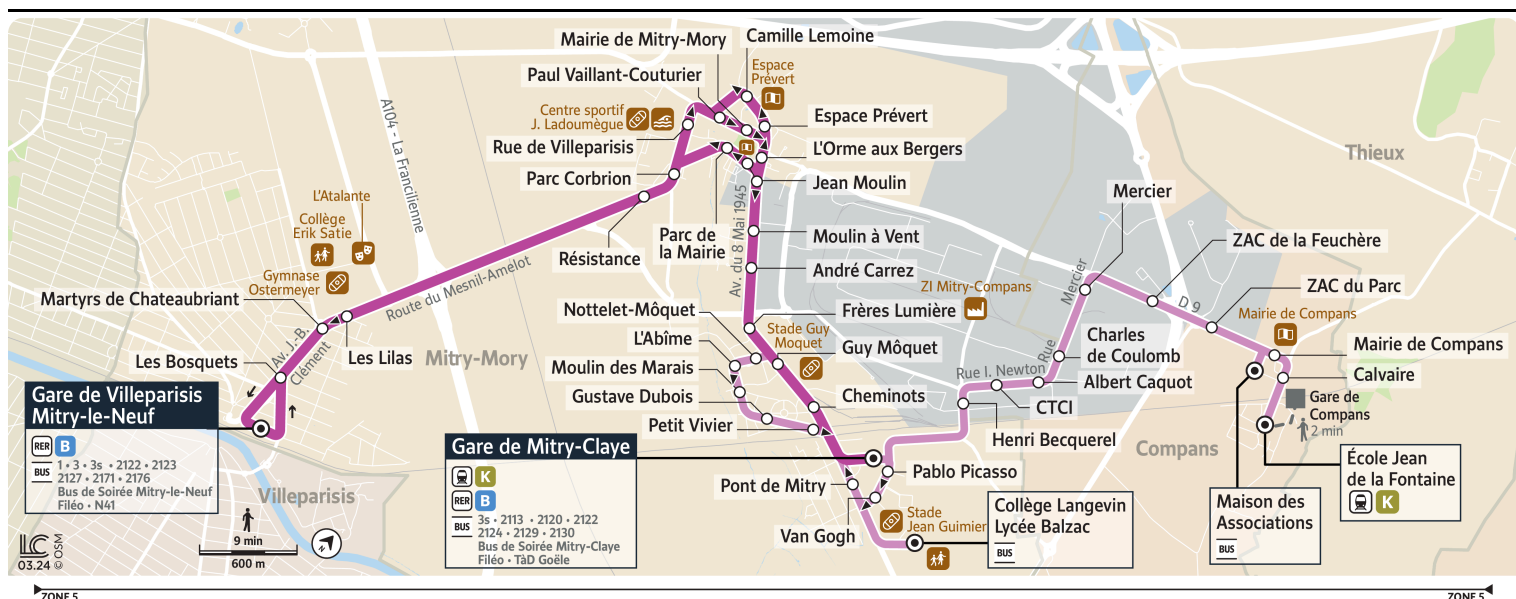 Mairie de Mitry-Mory
Camille Lemoine
Paul Vaillant-Couturier
Espace
Prévert
Centre sportif
J. Ladoumègue
Espace Prévert
Rue de Villeparisis
L'Orme aux Bergers
Parc Corbrion
Jean Moulin
Thieux
A104 - La Francilienne
L'Atalante
Collège
Erik Satie
Gymnase
Ostermeyer
Résistance
Parc de
la Mairie
Av. du 8 Mai 1945
Moulin à Vent
André Carrez
Mercier
ZAC de la Feuchère
ZAC du Parc
Mairie de Compans
Route du Mesnil-Amelot
Martyrs de Chateaubriant
Nottelet-Môquet
Frères Lumière
ZI Mitry-Compans
Rue Mercier
D 9
Mairie de Compans
Calvaire
Les Bosquets
Av. J.-B.
Clément
Les Lilas
Mitry-Mory
L'Abîme
Stade Guy
Moquet
Guy Môquet
Charles
de Coulomb
Moulin des Marais
Rue I. Newton
Albert Caquot
Gustave Dubois
Cheminots
CTCI
Gare de
Compans
2 min
Petit Vivier
Henri Becquerel
Compans
Gare de Villeparisis
Mitry-le-Neuf
RER B
BUS
1 • 3 • 3s • 2122 • 2123
2127 • 2171 • 2176
Bus de Soirée Mitry-le-Neuf
Filéo • N41
Villeparisis
Gare de Mitry-Claye
K
RER B
BUS
3s • 2113 • 2120 • 2122
2124 • 2129 • 2130
Bus de Soirée Mitry-Claye
Filéo • TàD Goële
Pont de Mitry
Pablo Picasso
Van Gogh
Stade
Jean Guimier
Collège Langevin
Lycée Balzac
BUS
Maison des
Associations
BUS
École Jean
de la Fontaine
K
LC
03.24 © OSM
9 min
600 m
ZONE 5
ZONE 5